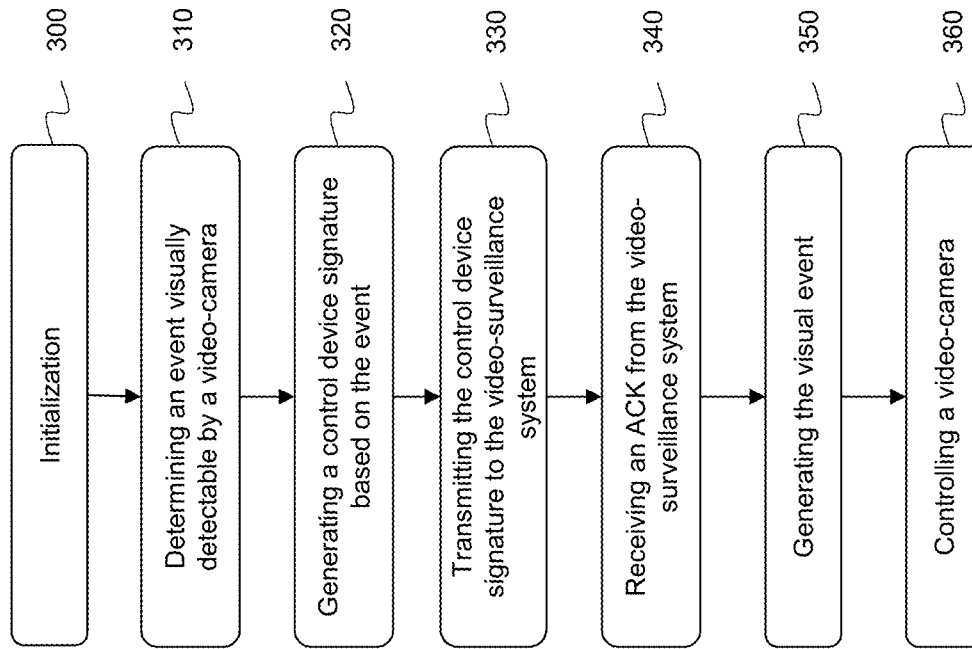 Initialization
300
Determining an event visually
detectable by a video-camera
310
Generating a control device signature
based on the event
320
Transmitting the control device
signature to the video-surveillance
system
330
Receiving an ACK from the video-
surveillance system
340
Generating the visual event
350
Controlling a video-camera
360